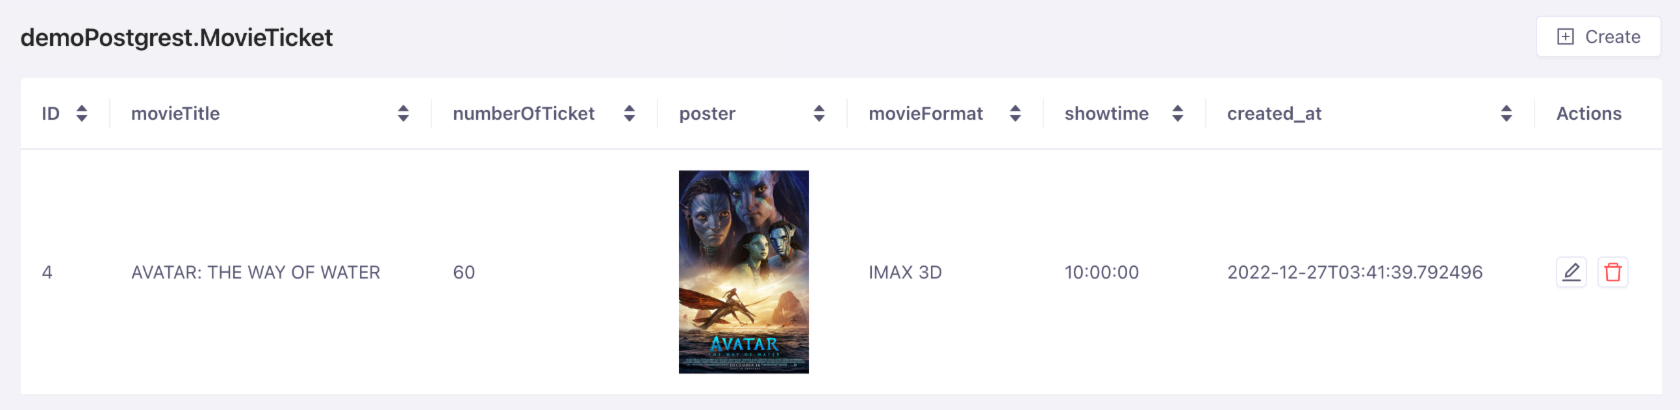 demoPostgrest.MovieTicket
Create
ID movieTitle numberOfTicket poster movieFormat showtime created_at Actions
4 AVATAR: THE WAY OF WATER 60 IMAX 3D 10:00:00 2022-12-27T03:41:39.792496
AVATAR
THE WAY OF WATER